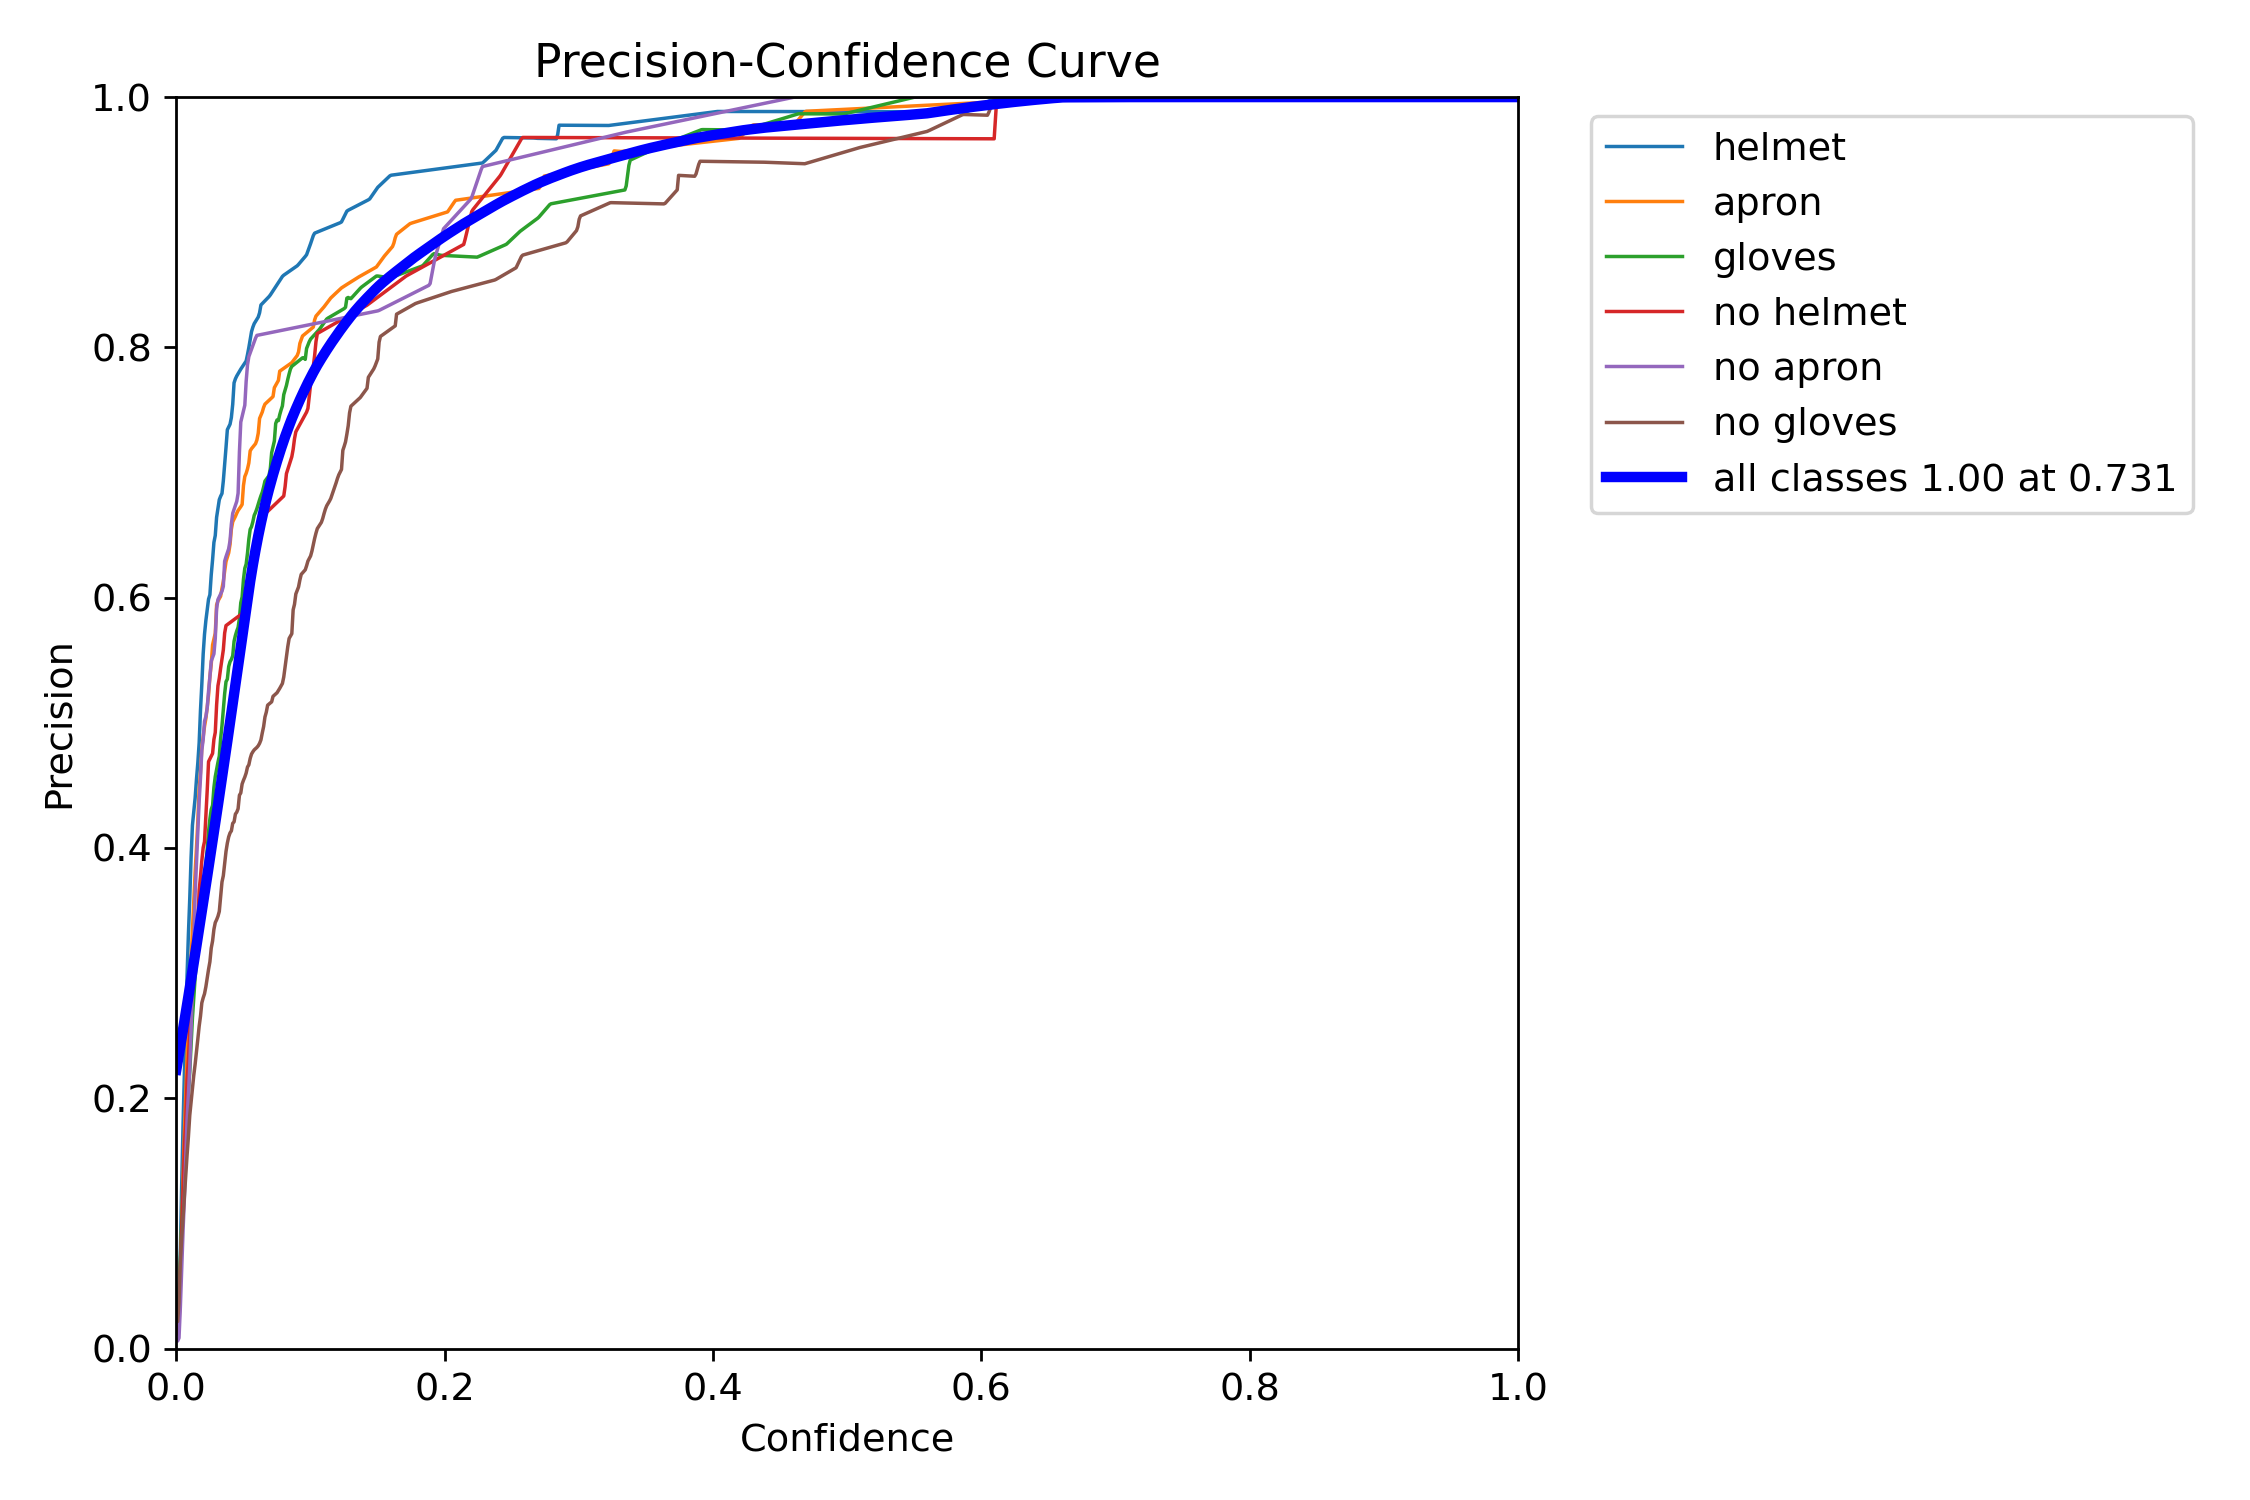 Precision-Confidence Curve
1.0
0.8
0.6
0.4
0.2
0.0
Precision
0.0 0.2 0.4 0.6 0.8 1.0
Confidence
helmet
apron
gloves
no helmet
no apron
no gloves
all classes 1.00 at 0.731